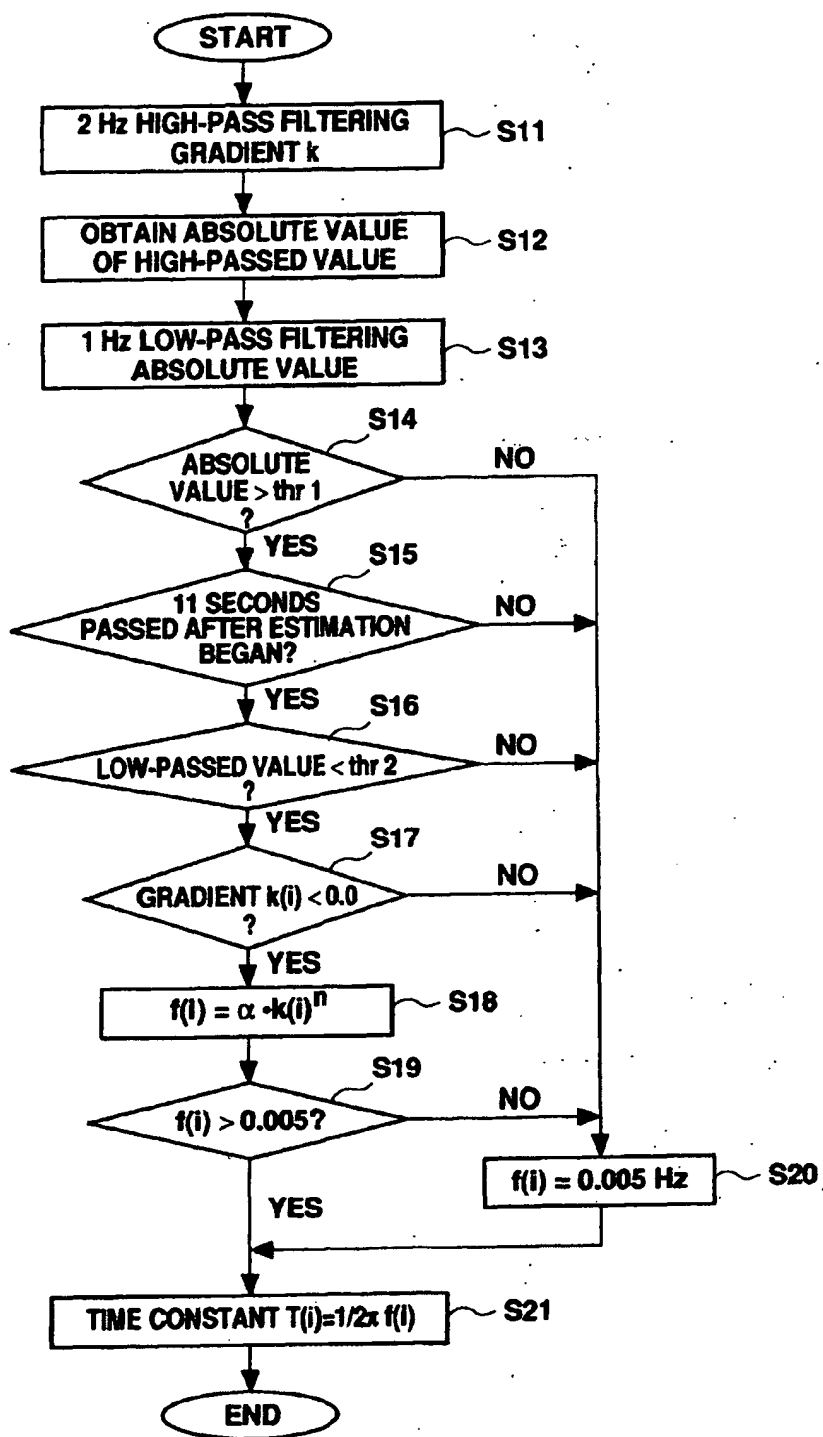 START
2 Hz HIGH-PASS FILTERING
GRADIENT k
S11
OBTAIN ABSOLUTE VALUE
OF HIGH-PASSED VALUE
S12
1 Hz LOW-PASS FILTERING
ABSOLUTE VALUE
S13
S14
ABSOLUTE
VALUE > thr 1
?
NO
YES
S15
11 SECONDS
PASSED AFTER ESTIMATION
BEGAN?
NO
YES
S16
LOW-PASSED VALUE < thr 2
?
NO
YES
S17
GRADIENT k(i) < 0.0
?
NO
YES
f(i) = α • k(i)^n
S18
S19
f(i) > 0.005?
NO
YES
f(i) = 0.005 Hz
S20
TIME CONSTANT T(i)=1/2π f(i)
S21
END